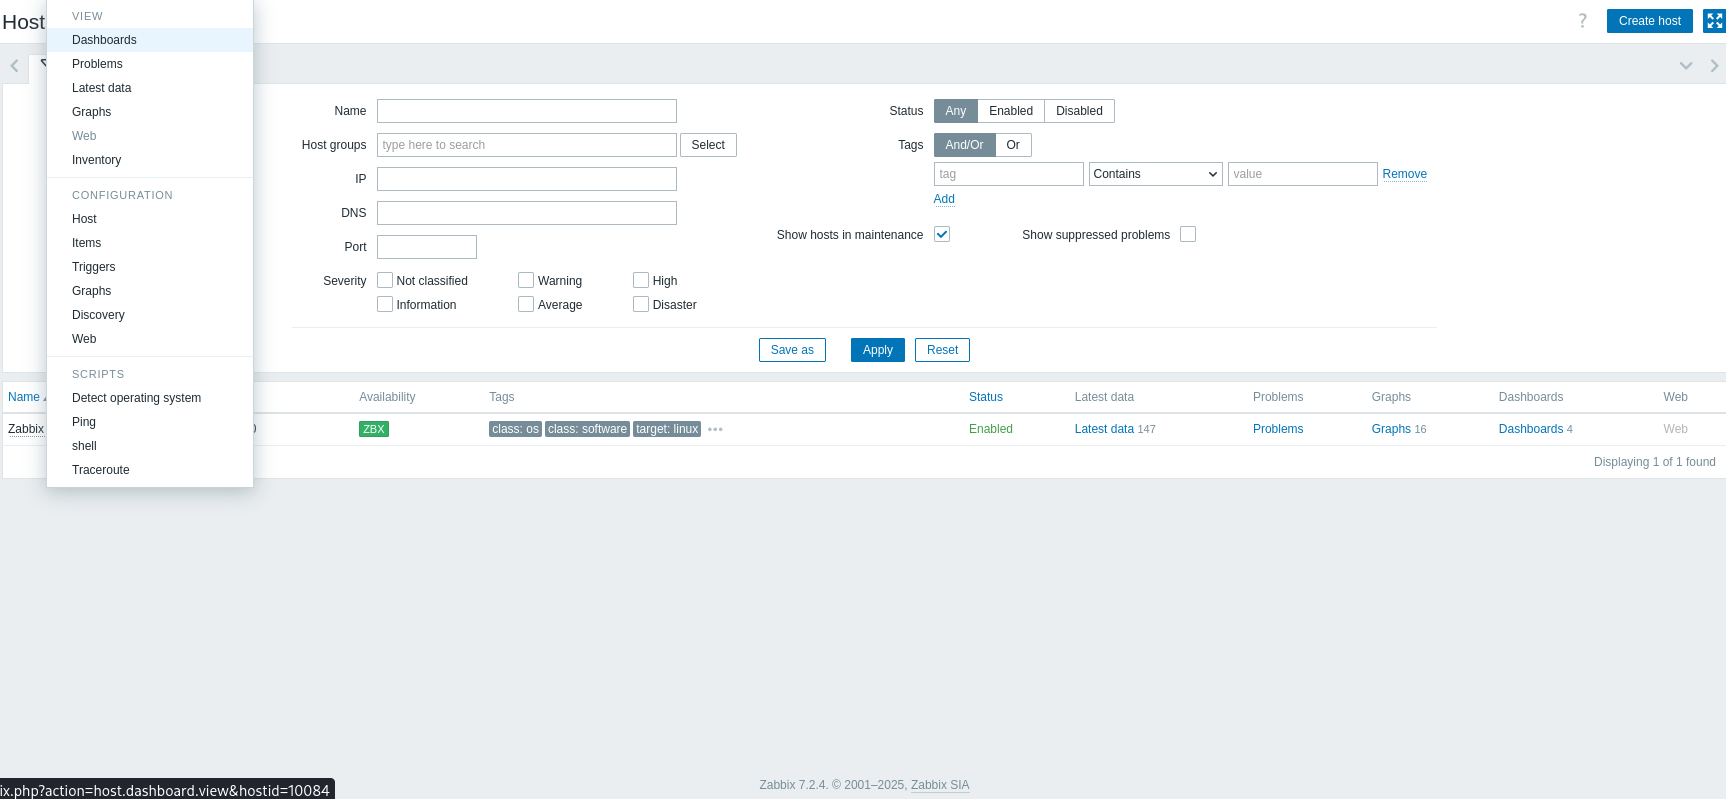 Host
VIEW
Dashboards
Problems
Latest data
Graphs
Web
Inventory
CONFIGURATION
Host
Items
Triggers
Graphs
Discovery
Web
SCRIPTS
Detect operating system
Ping
shell
Traceroute
? Create host
Name
Host groups type here to search Select
IP
DNS
Port
Severity Not classified Warning High
Information Average Disaster
Status Any Enabled Disabled
Tags And/Or Or
tag Contains value Remove
Add
Show hosts in maintenance Show suppressed problems
Save as Apply Reset
Name Availability Tags Status Latest data Problems Graphs Dashboards Web
Zabbix ZBX class: os class: software target: linux ••• Enabled Latest data 147 Problems Graphs 16 Dashboards 4 Web
Displaying 1 of 1 found
Zabbix 7.2.4. © 2001–2025, Zabbix SIA
ix.php?action=host.dashboard.view&hostid=10084